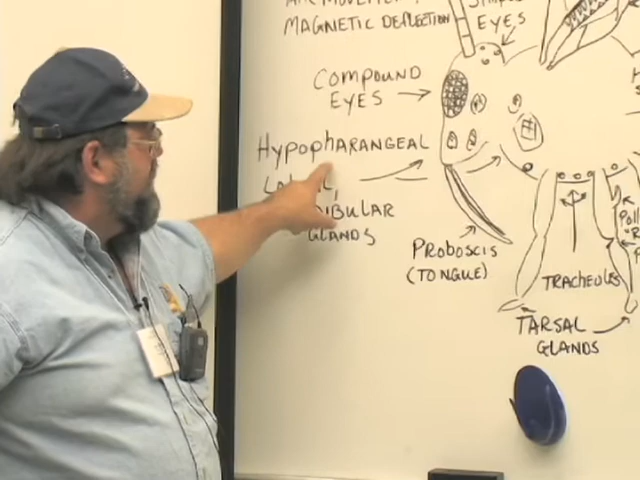 MAGNETIC DEFLECTION
EYES
COMPOUND
EYES
HYPOPHARANGEAL
GLANDS
PROBOSCIS
(TONGUE)
TRACHEOLES
TARSAL
GLANDS